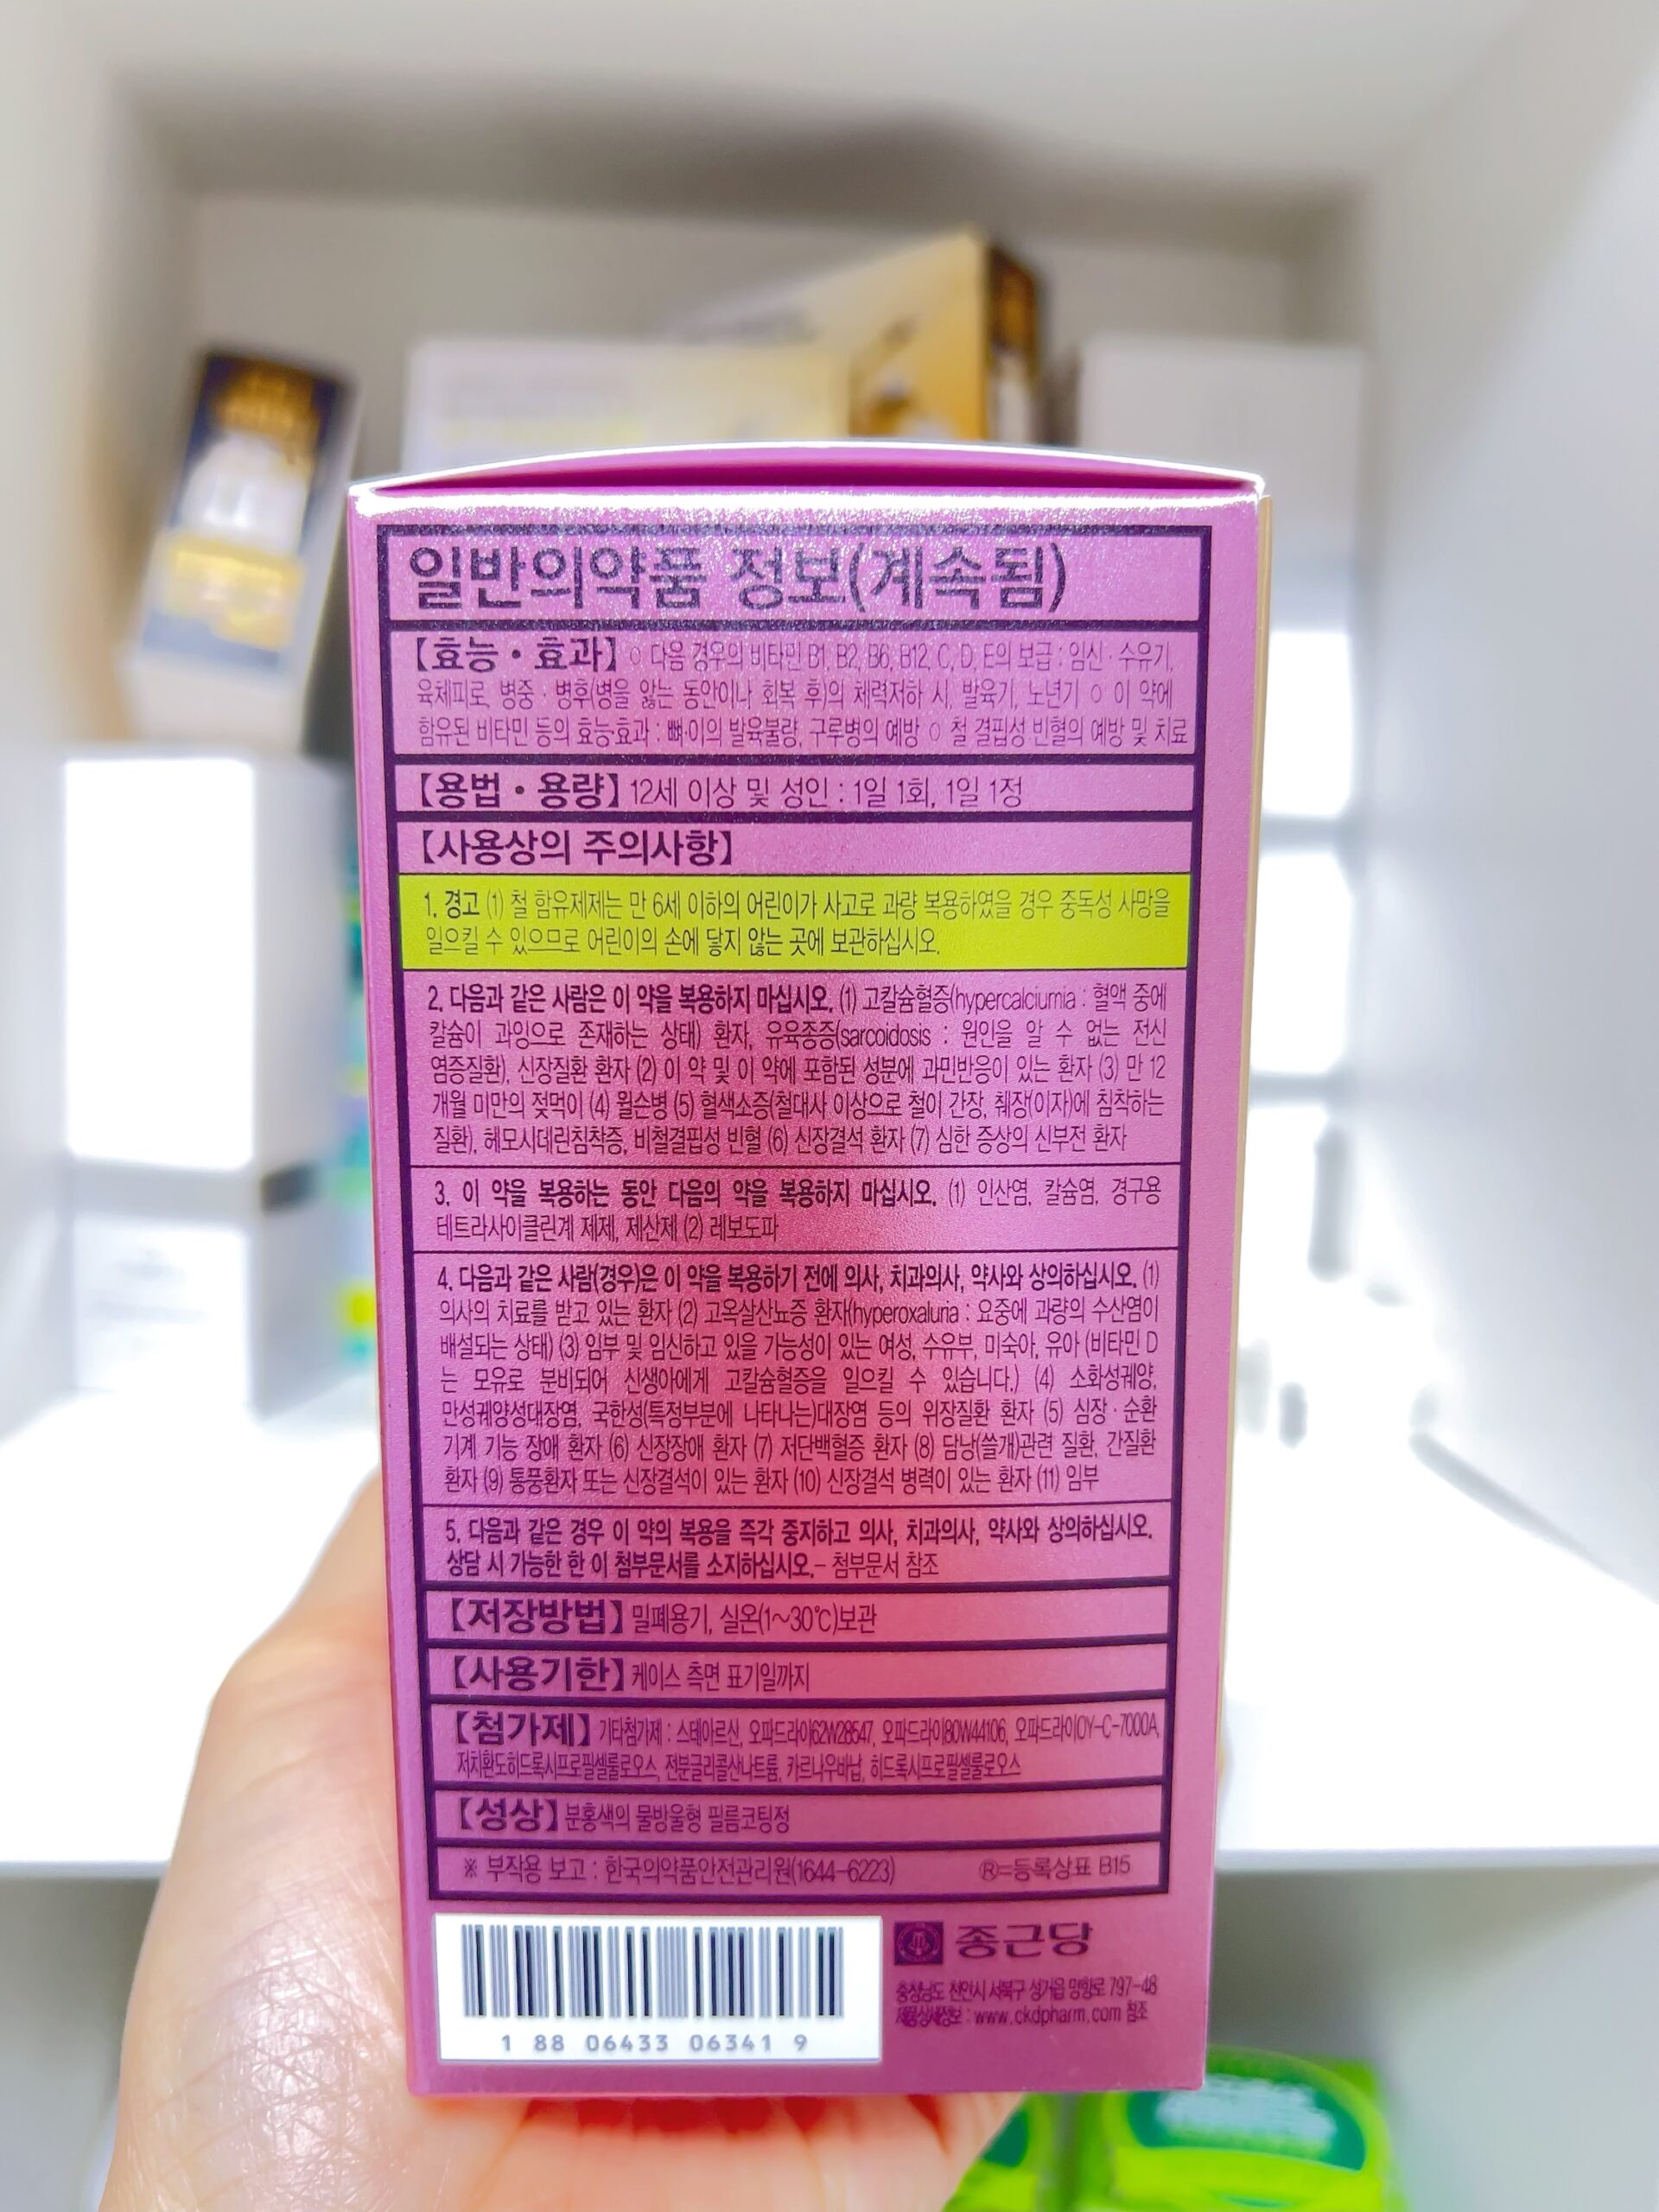 일반의약품 정보(계속됨)
【효능·효과】 ○ 다음 경우의 비타민 B1, B2, B6, B12, C, D, E의 보급 : 임신·수유기,
육체피로, 병중·병후(병을 앓는 동안이나 회복 후)의 체력저하 시, 발육기, 노년기 ○ 이 약에
함유된 비타민 등의 효능효과 : 뼈·이의 발육불량, 구루병의 예방 ○ 철 결핍성 빈혈의 예방 및 치료
【용법·용량】 12세 이상 및 성인 : 1일 1회, 1일 1정
【사용상의 주의사항】
1. 경고 (1) 철 함유제제는 만 6세 이하의 어린이가 사고로 과량 복용하였을 경우 중독성 사망을
일으킬 수 있으므로 어린이의 손에 닿지 않는 곳에 보관하십시오.
2. 다음과 같은 사람은 이 약을 복용하지 마십시오. (1) 고칼슘혈증(hypercalciumia : 혈액 중에
칼슘이 과잉으로 존재하는 상태) 환자, 유육종증(sarcoidosis : 원인을 알 수 없는 전신
염증질환), 신장질환 환자 (2) 이 약 및 이 약에 포함된 성분에 과민반응이 있는 환자 (3) 만 12
개월 미만의 젖먹이 (4) 윌슨병 (5) 혈색소증(철대사 이상으로 철이 간장, 췌장(이자)에 침착하는
질환), 헤모시데린침착증, 비철결핍성 빈혈 (6) 신장결석 환자 (7) 심한 증상의 신부전 환자
3. 이 약을 복용하는 동안 다음의 약을 복용하지 마십시오. (1) 인산염, 칼슘염, 경구용
테트라사이클린계 제제, 제산제 (2) 레보도파
4. 다음과 같은 사람(경우)은 이 약을 복용하기 전에 의사, 치과의사, 약사와 상의하십시오. (1)
의사의 치료를 받고 있는 환자 (2) 고옥살산뇨증 환자(hyperoxaluria : 요중에 과량의 수산염이
배설되는 상태) (3) 임부 및 임신하고 있을 가능성이 있는 여성, 수유부, 미숙아, 유아 (비타민 D
는 모유로 분비되어 신생아에게 고칼슘혈증을 일으킬 수 있습니다.) (4) 소화성궤양,
만성궤양성대장염, 국한성(특정부분에 나타나는)대장염 등의 위장질환 환자 (5) 심장·순환
기계 기능 장애 환자 (6) 신장장애 환자 (7) 저단백혈증 환자 (8) 담낭(쓸개)관련 질환, 간질환
환자 (9) 통풍환자 또는 신장결석이 있는 환자 (10) 신장결석 병력이 있는 환자 (11) 임부
5. 다음과 같은 경우 이 약의 복용을 즉각 중지하고 의사, 치과의사, 약사와 상의하십시오.
상담 시 가능한 한 이 첨부문서를 소지하십시오.- 첨부문서 참조
【저장방법】 밀폐용기, 실온(1~30℃)보관
【사용기한】 케이스 측면 표기일까지
【첨가제】 기타첨가제 : 스테아르산, 오파드라이62W28547, 오파드라이80W44106, 오파드라이OY-C-7000A,
저치환도히드록시프로필셀룰로오스, 전분글리콜산나트륨, 카르나우바납, 히드록시프로필셀룰로오스
【성상】 분홍색의 물방울형 필름코팅정
※ 부작용 보고 : 한국의약품안전관리원(1644-6223) ®=등록상표 B15
1 88 06433 06341 9
종근당
충청남도 천안시 서북구 성거읍 망향로 797-48
제품상세정보 : www.ckdpharm.com 참조